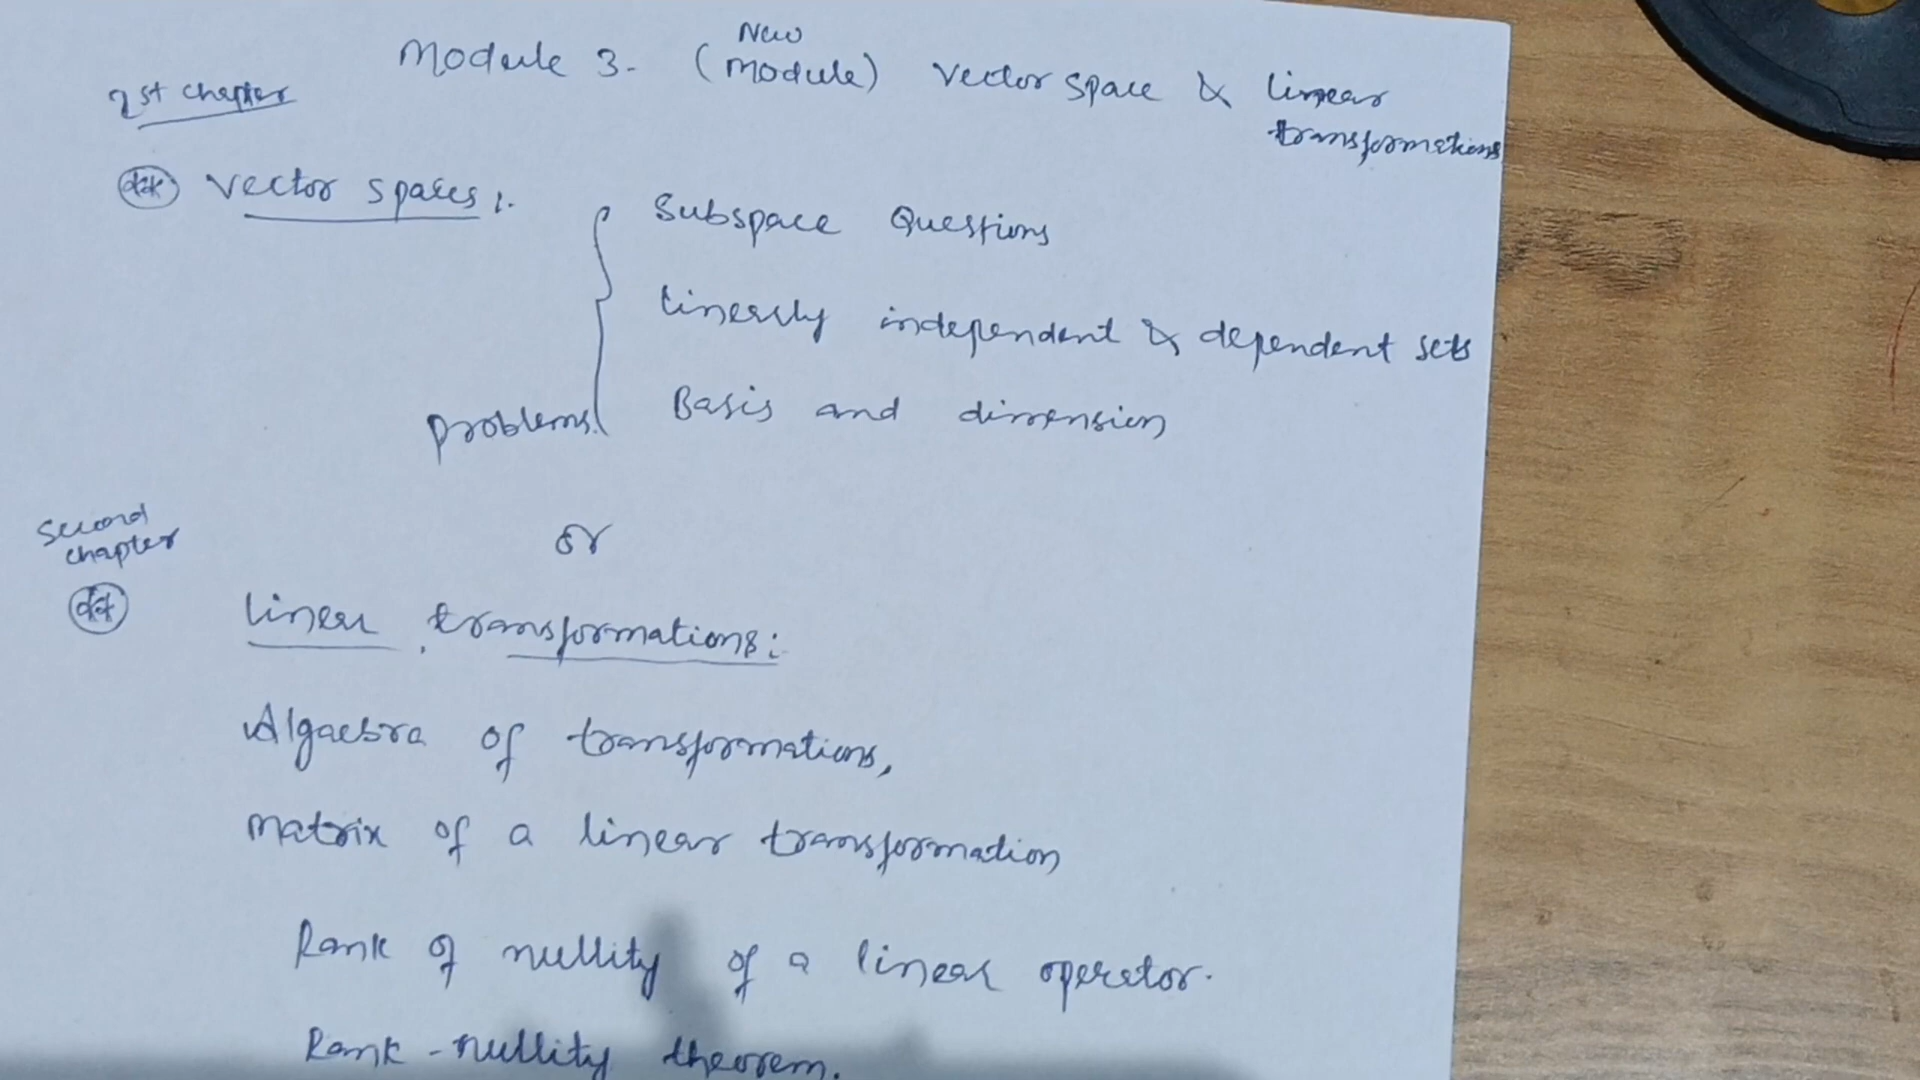 Module 3. (New Module) Vector space & linear transformations
1st chapter
** Vector spaces:.
Subspace Questions
linearly independent & dependent sets
problems. Basis and dimension
or
Second chapter
** linear transformations:
Algaebra of transformations,
Matrix of a linear transformation
Rank of nullity of a linear operator.
Rank - nullity theorem.